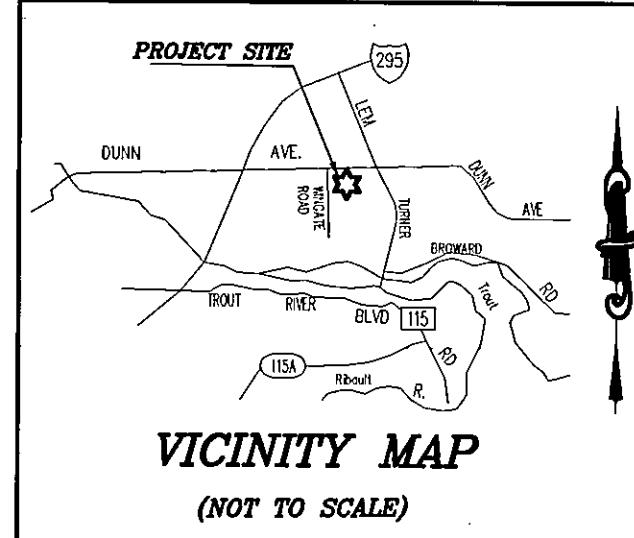 PROJECT SITE
295
LEM
TURNER
DUNN AVE.
WINGATE ROAD
DUNN AVE
BROWARD RD
TROUT RIVER BLVD
115
RD
Trout
115A
Ribault R.
VICINITY MAP
(NOT TO SCALE)